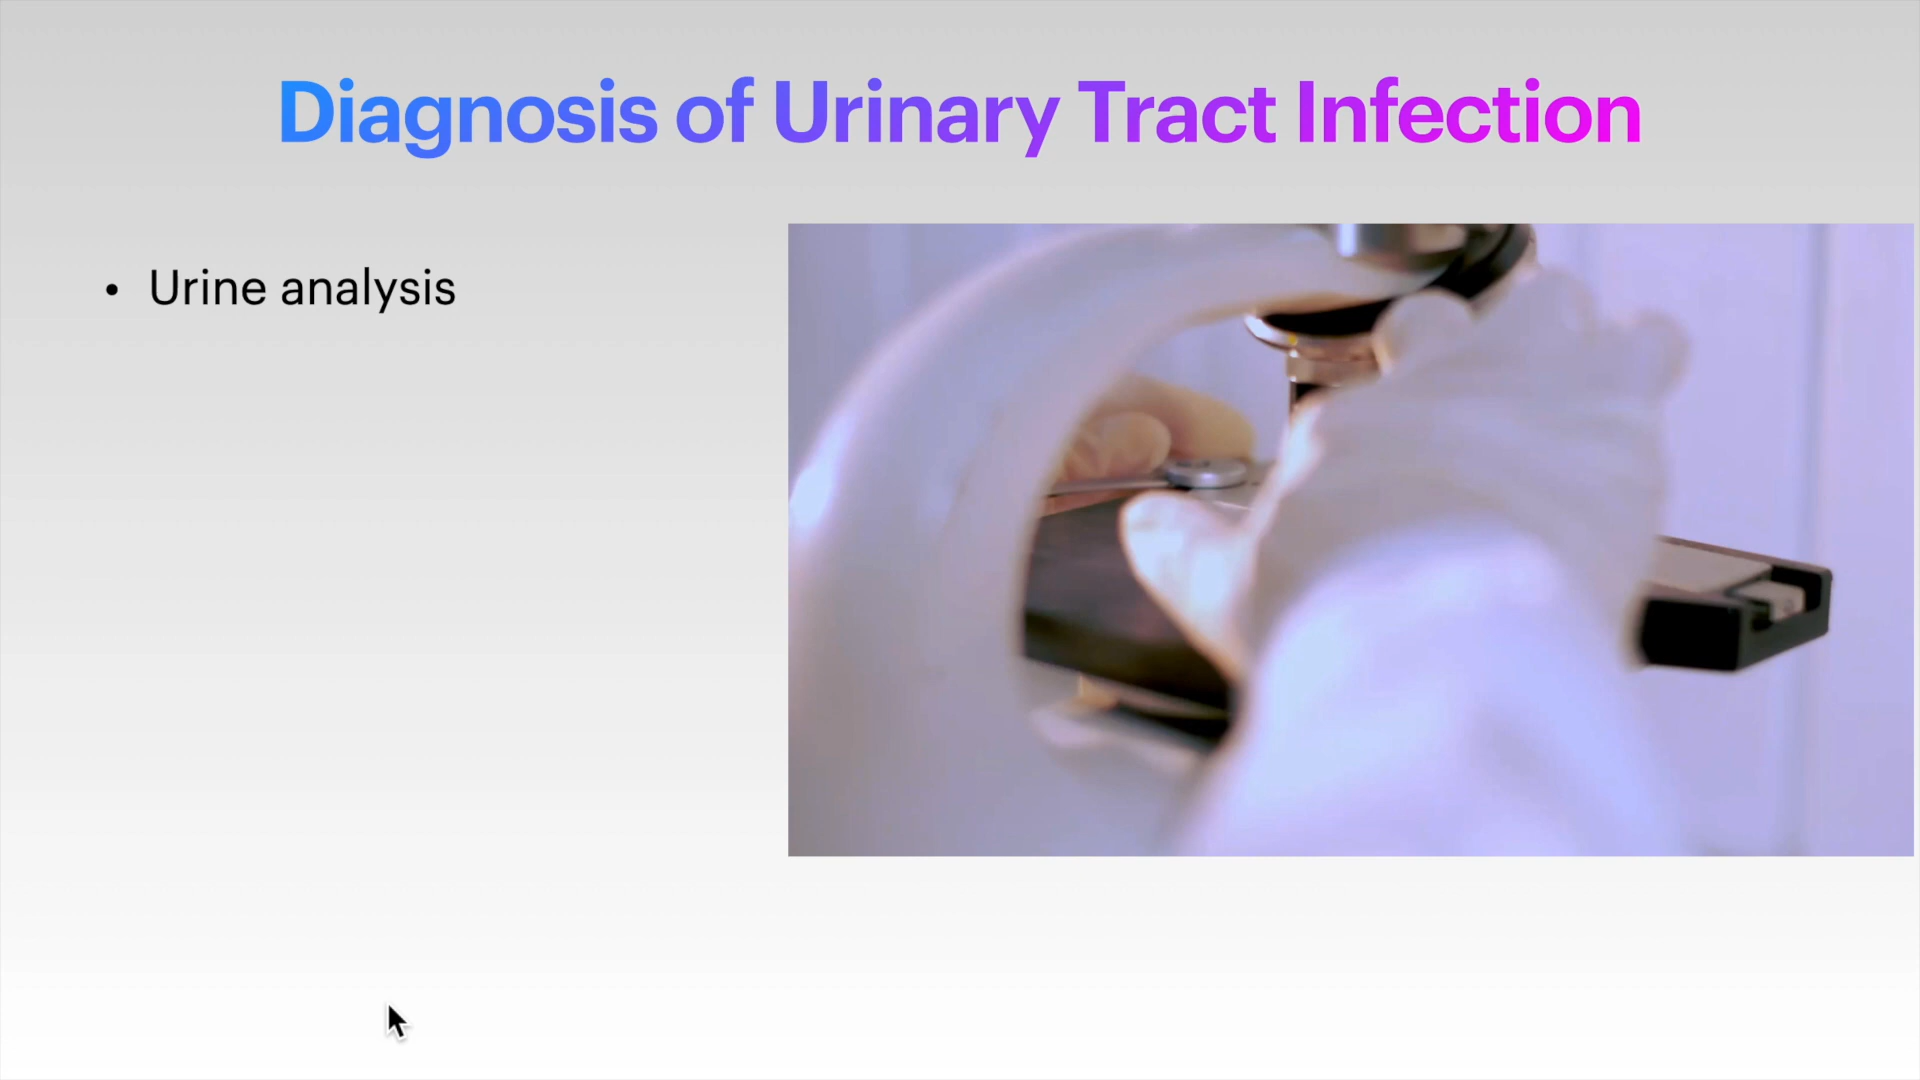 Diagnosis of Urinary Tract Infection
• Urine analysis